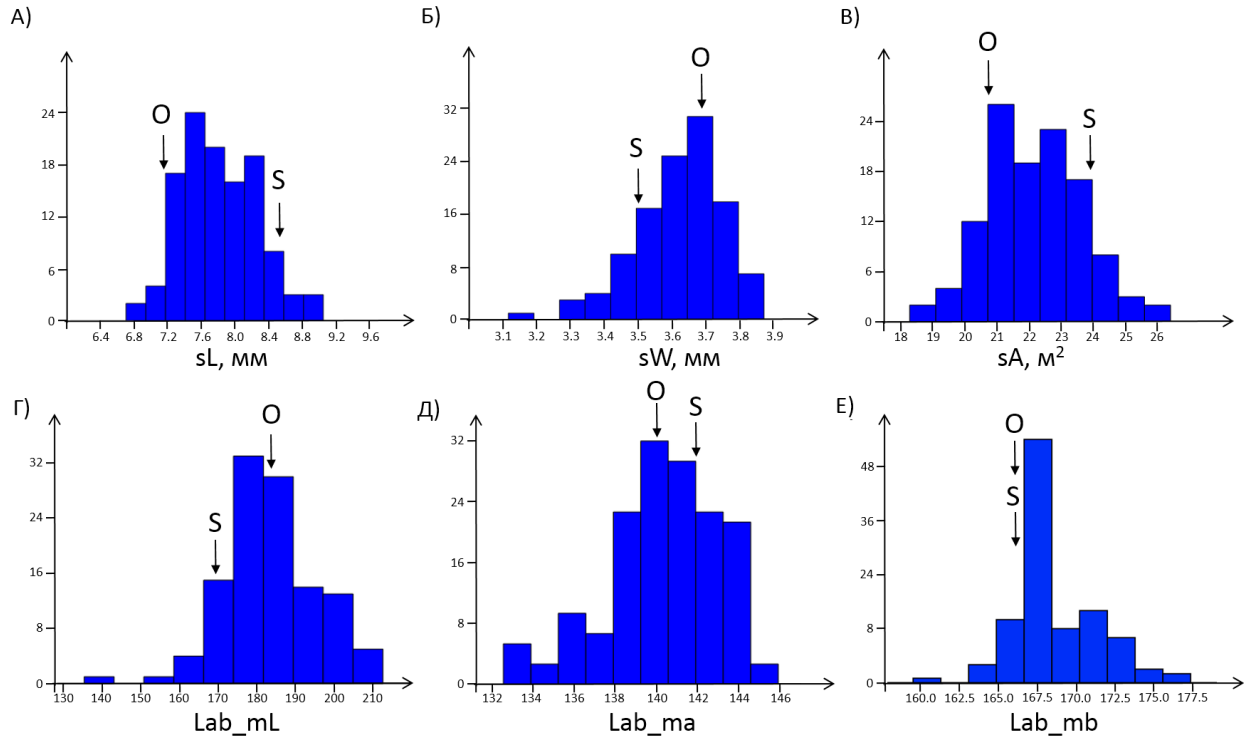 А)
O
S
24
18
12
6
0
6.4 6.8 7.2 7.6 8.0 8.4 8.8 9.2 9.6
sL, мм
Б)
O
S
32
24
16
8
0
3.1 3.2 3.3 3.4 3.5 3.6 3.7 3.8 3.9
sW, мм
В)
O
S
24
18
12
6
0
18 19 20 21 22 23 24 25 26
sA, м²
Г)
O
S
32
24
16
8
0
130 140 150 160 170 180 190 200 210
Lab_mL
Д)
O
S
32
24
16
8
0
132 134 136 138 140 142 144 146
Lab_ma
Е)
O
S
48
36
24
8
0
160.0 162.5 165.0 167.5 170.0 172.5 175.0 177.5
Lab_mb